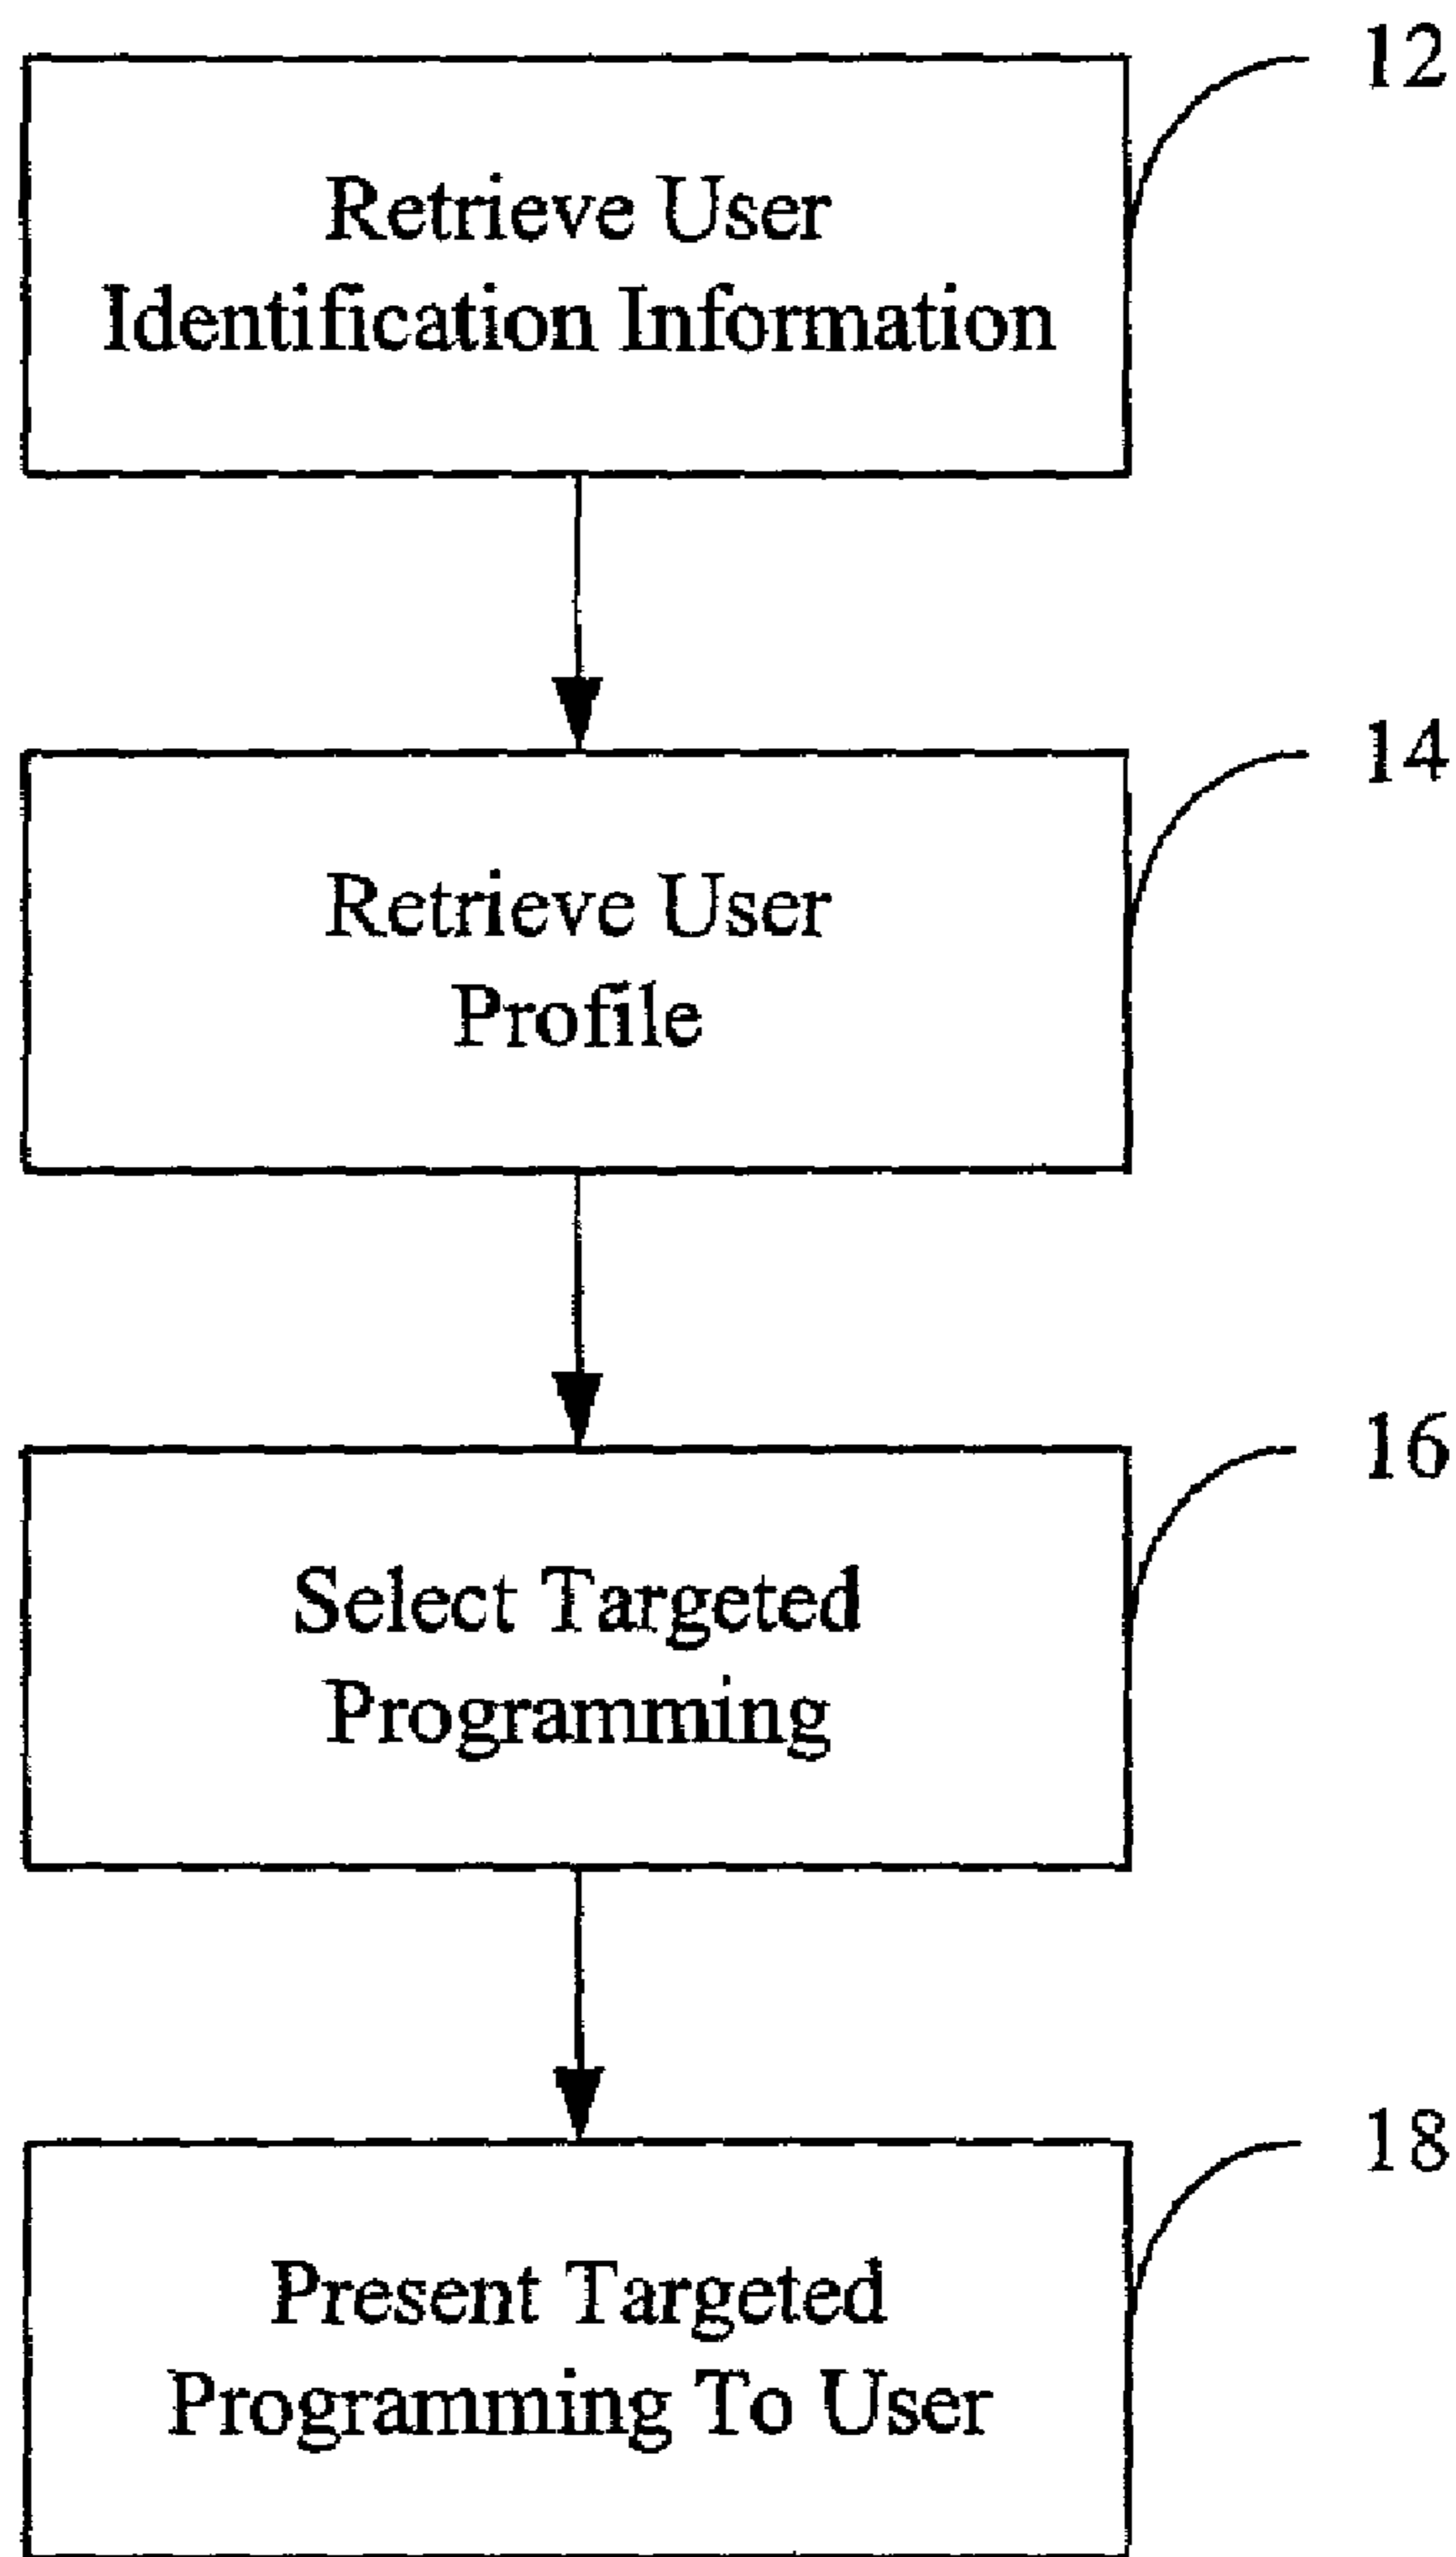 12
Retrieve User
Identification Information
14
Retrieve User
Profile
16
Select Targeted
Programming
18
Present Targeted
Programming To User